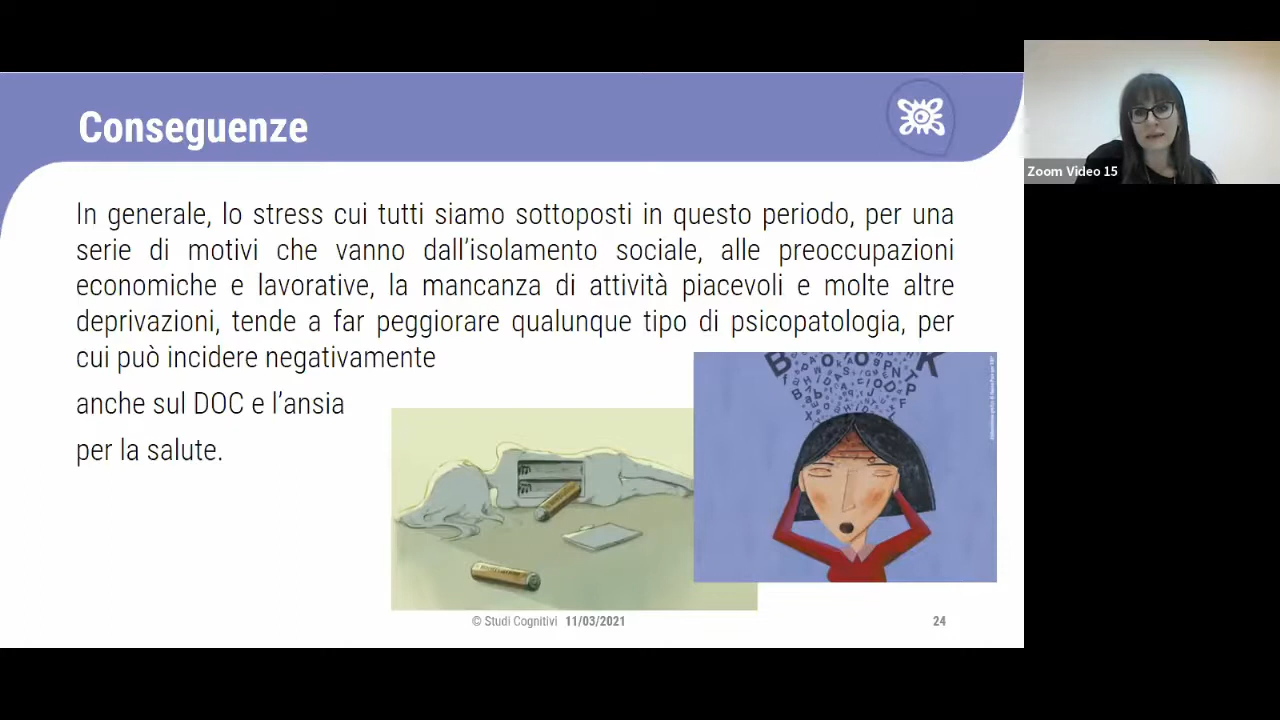 Conseguenze
In generale, lo stress cui tutti siamo sottoposti in questo periodo, per una
serie di motivi che vanno dall'isolamento sociale, alle preoccupazioni
economiche e lavorative, la mancanza di attività piacevoli e molte altre
deprivazioni, tende a far peggiorare qualunque tipo di psicopatologia, per
cui può incidere negativamente
anche sul DOC e l'ansia
per la salute.
© Studi Cognitivi 11/03/2021
24
Zoom Video 15